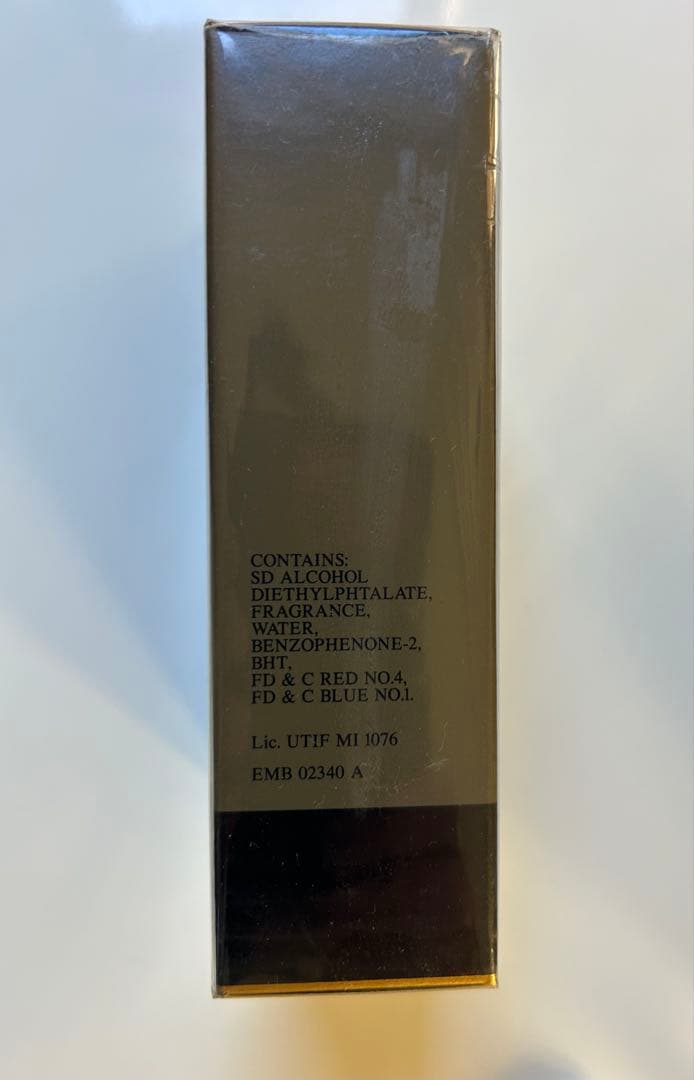 CONTAINS:
SD ALCOHOL
DIETHYLPHTALATE,
FRAGRANCE,
WATER,
BENZOPHENONE-2,
BHT,
FD & C RED NO.4,
FD & C BLUE NO.1.
Lic. UTIF MI 1076
EMB 02340 A